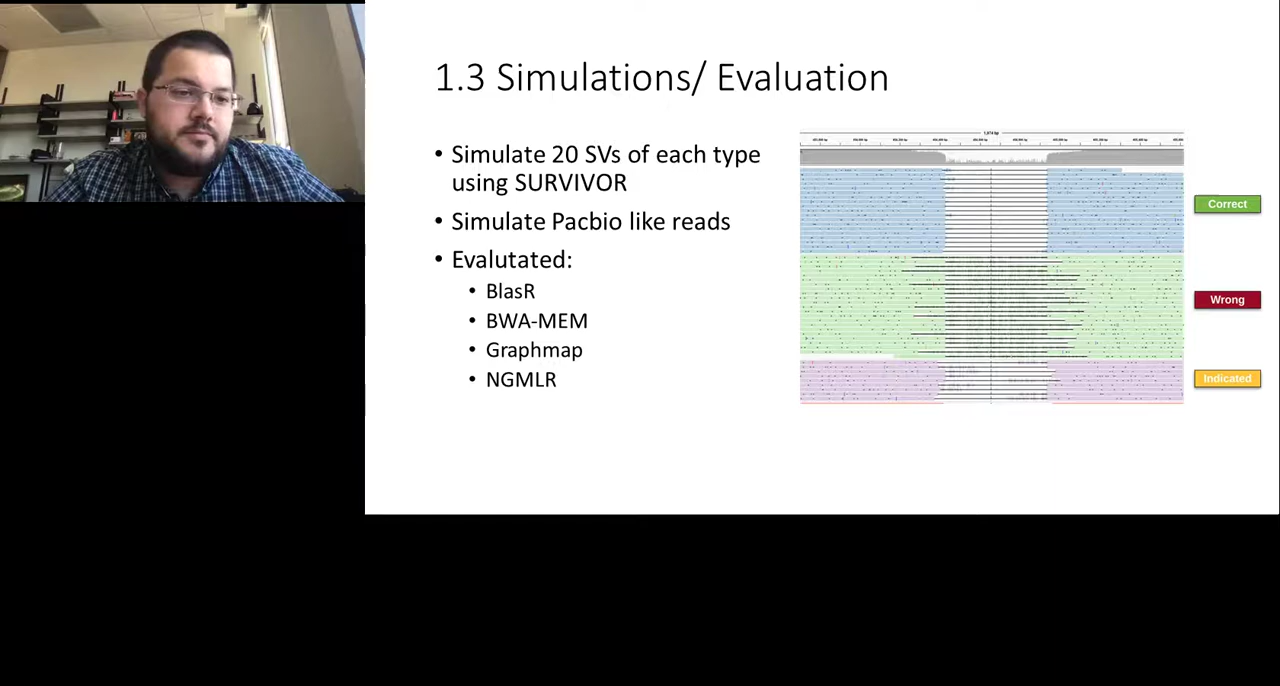 1.3 Simulations/ Evaluation
• Simulate 20 SVs of each type
using SURVIVOR
• Simulate Pacbio like reads
• Evalutated:
• BlasR
• BWA-MEM
• Graphmap
• NGMLR
Correct
Wrong
Indicated